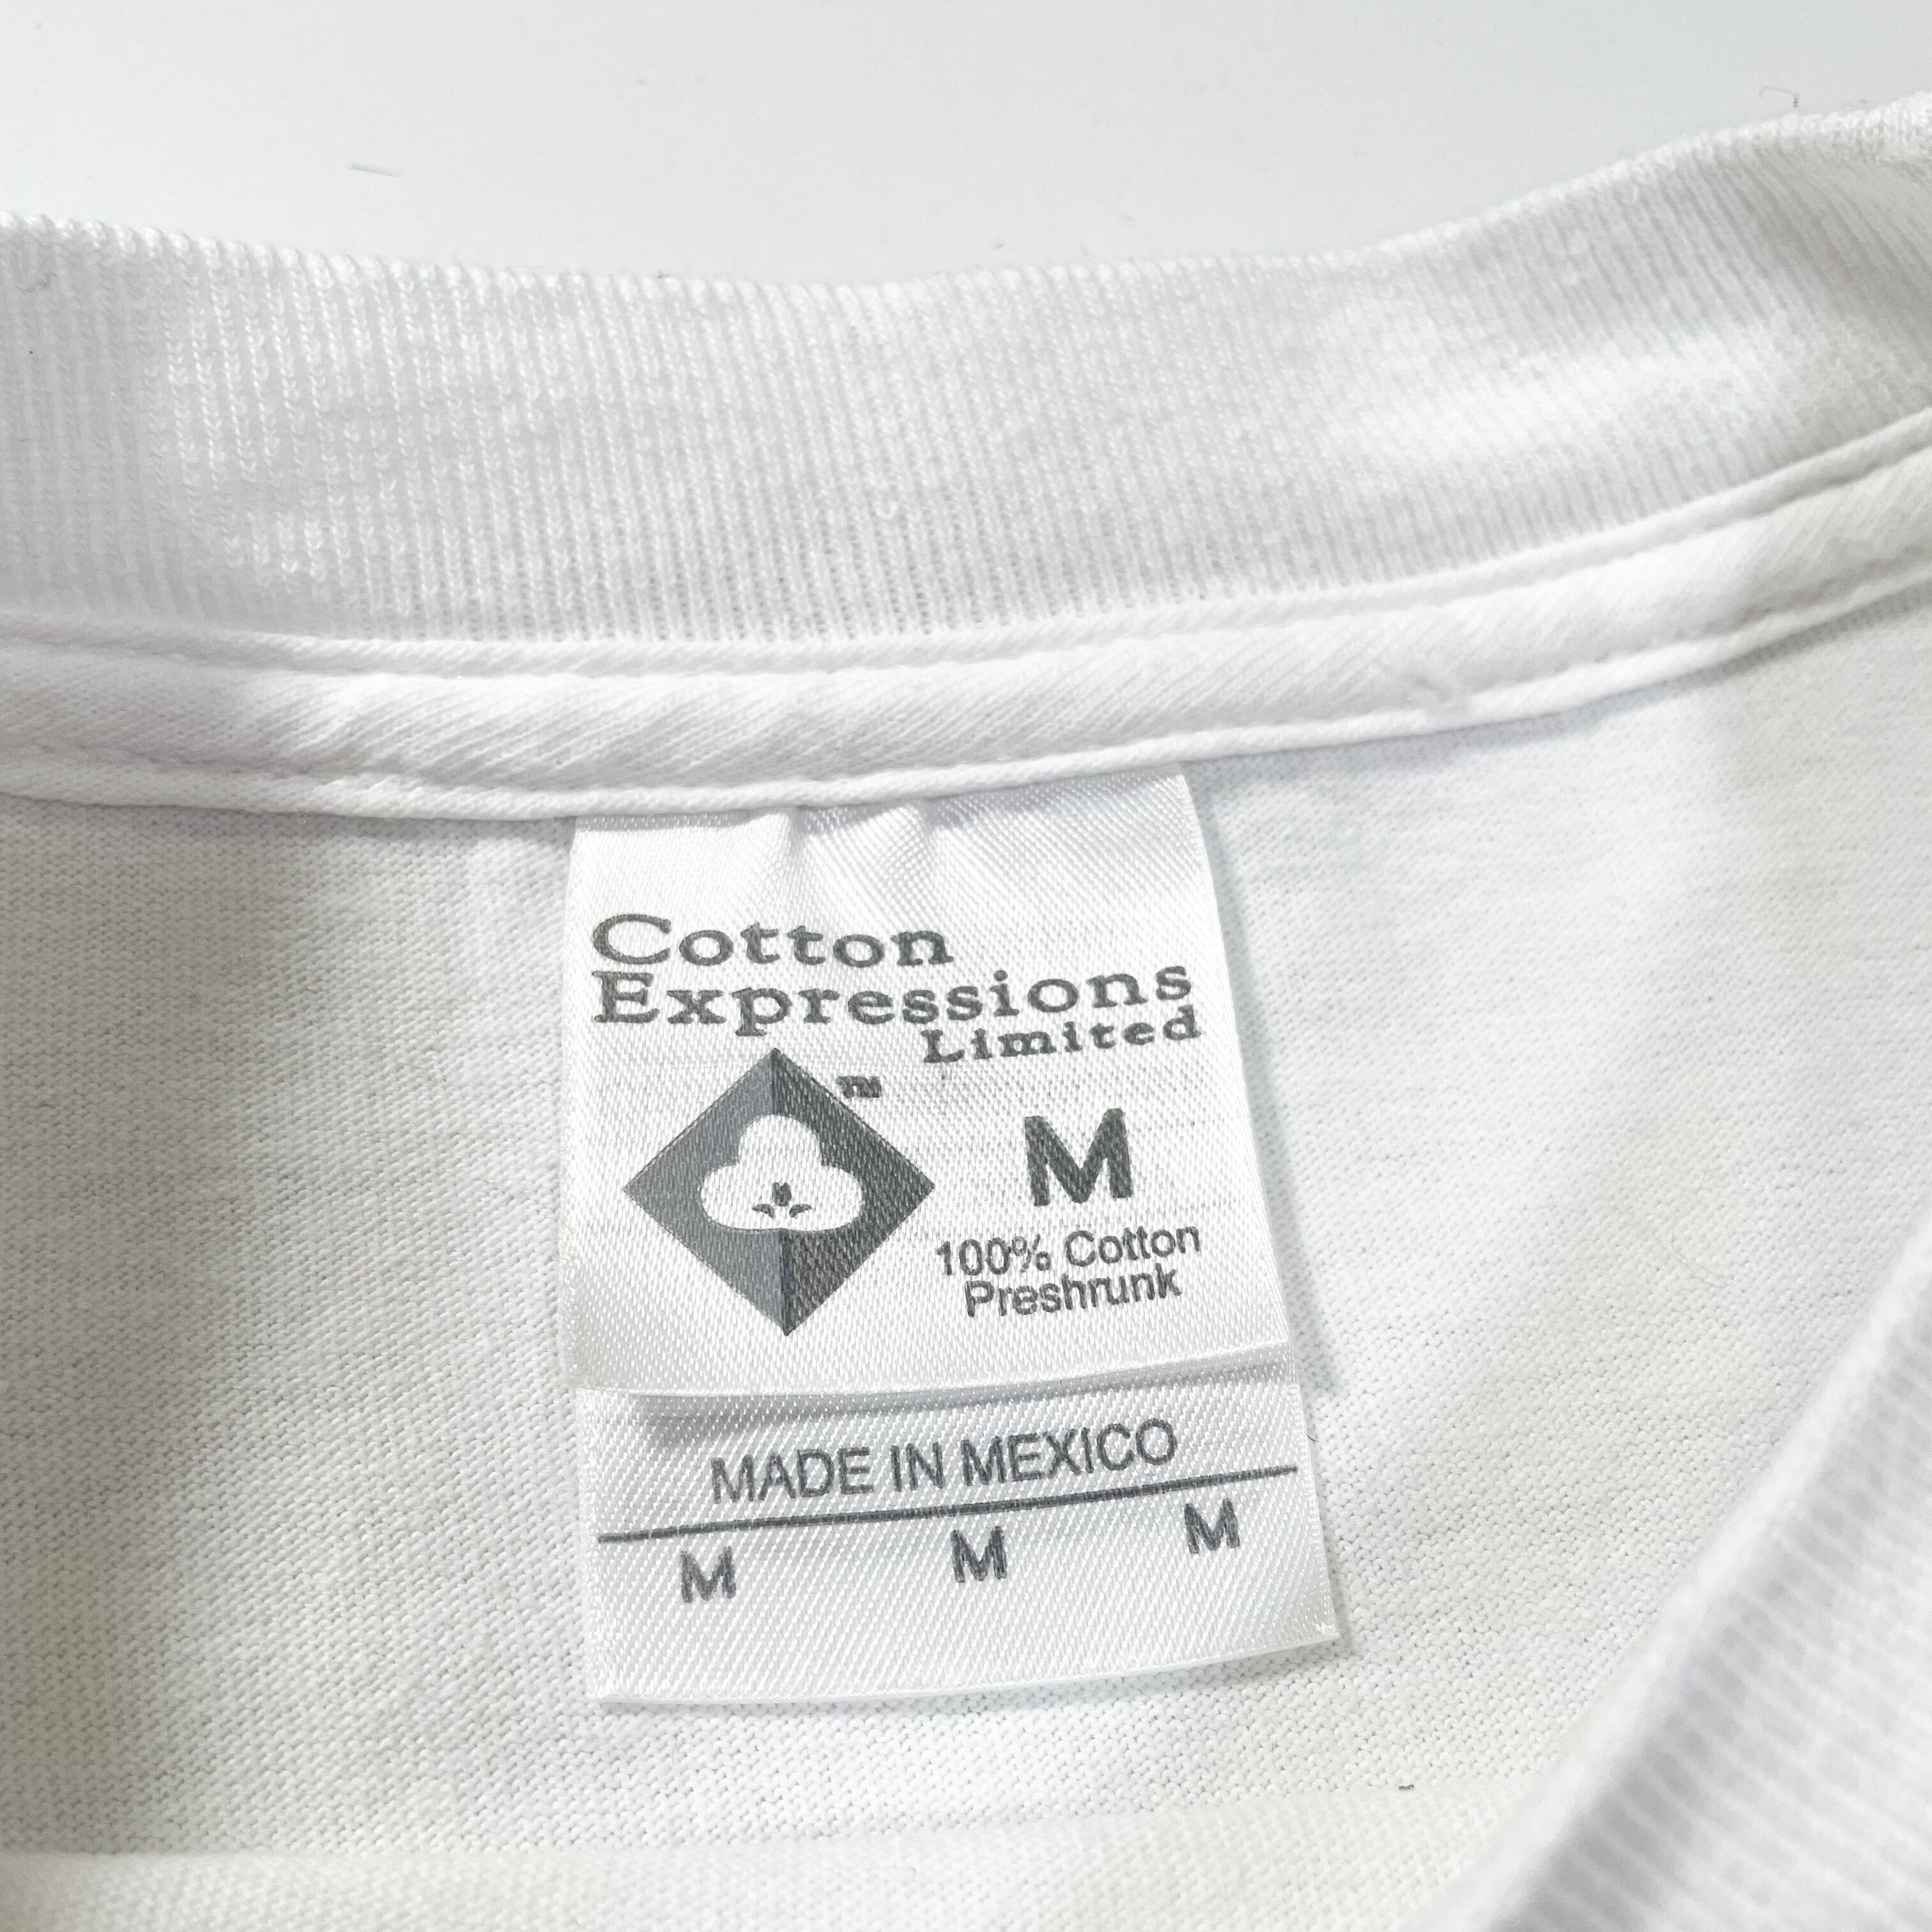 Cotton
Expressions
Limited
TM
M
100% Cotton
Preshrunk
MADE IN MEXICO
M M M